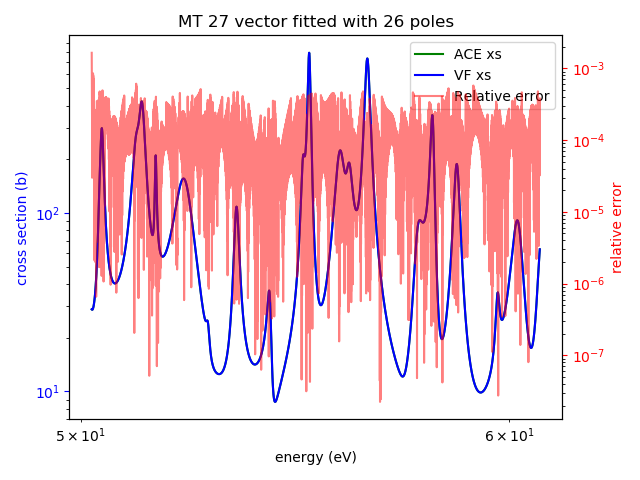 MT 27 vector fitted with 26 poles
ACE xs
VF xs
Relative error
cross section (b)
10²
10¹
10⁻³
10⁻⁴
10⁻⁵
10⁻⁶
10⁻⁷
relative error
5 × 10¹
6 × 10¹
energy (eV)